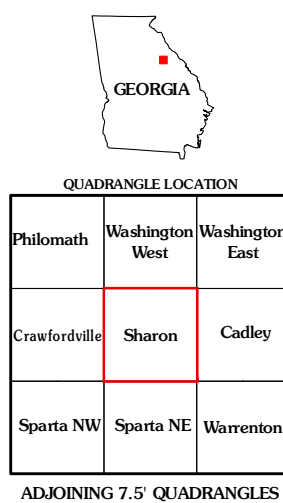 GEORGIA
QUADRANGLE LOCATION
Philomath
Washington
West
Washington
East
Crawfordville
Sharon
Cadley
Sparta NW
Sparta NE
Warrenton
ADJOINING 7.5' QUADRANGLES